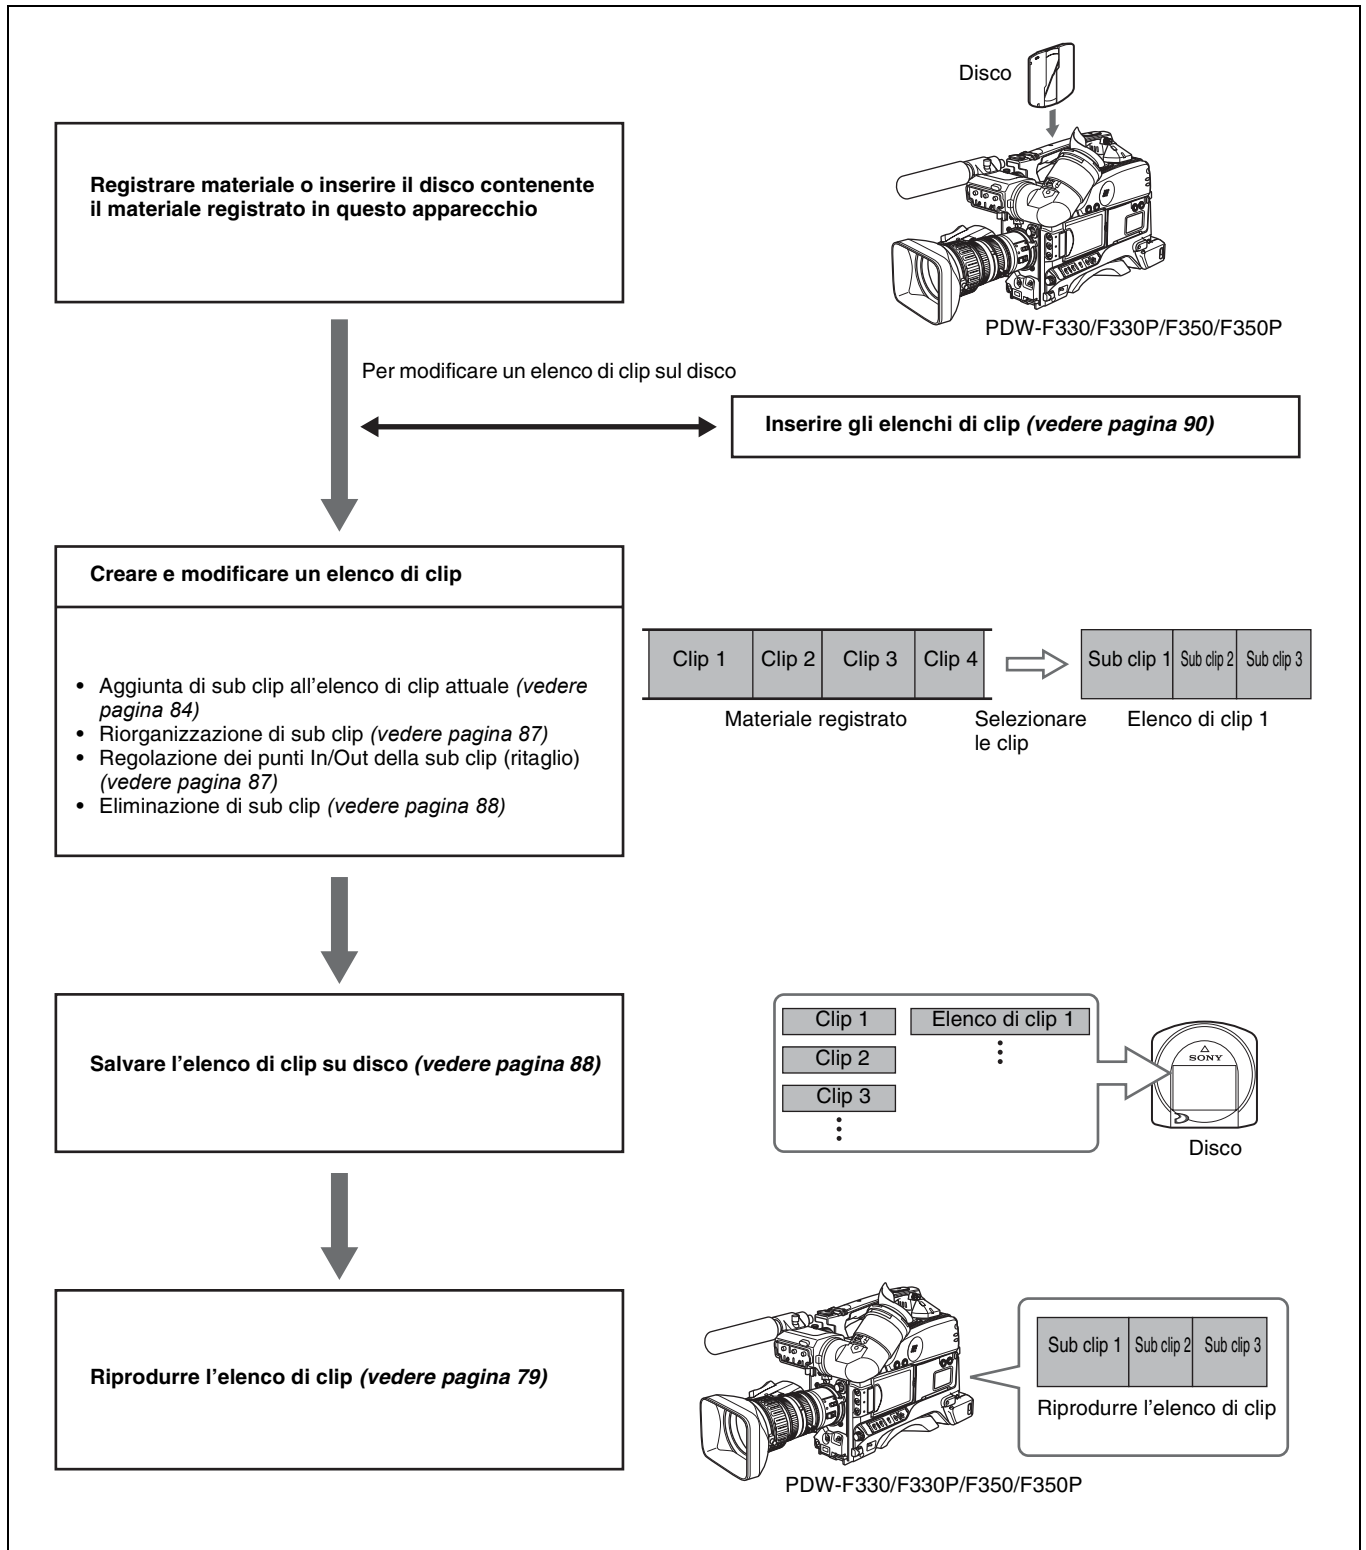 Disco
Registrare materiale o inserire il disco contenente
il materiale registrato in questo apparecchio
PDW-F330/F330P/F350/F350P
Per modificare un elenco di clip sul disco
Inserire gli elenchi di clip (vedere pagina 90)
Creare e modificare un elenco di clip
• Aggiunta di sub clip all'elenco di clip attuale (vedere
pagina 84)
• Riorganizzazione di sub clip (vedere pagina 87)
• Regolazione dei punti In/Out della sub clip (ritaglio)
(vedere pagina 87)
• Eliminazione di sub clip (vedere pagina 88)
Clip 1 Clip 2 Clip 3 Clip 4
Sub clip 1 Sub clip 2 Sub clip 3
Materiale registrato
Selezionare
le clip
Elenco di clip 1
Salvare l'elenco di clip su disco (vedere pagina 88)
Clip 1
Elenco di clip 1
Clip 2
Clip 3
SONY
Disco
Riprodurre l'elenco di clip (vedere pagina 79)
Sub clip 1 Sub clip 2 Sub clip 3
Riprodurre l'elenco di clip
PDW-F330/F330P/F350/F350P